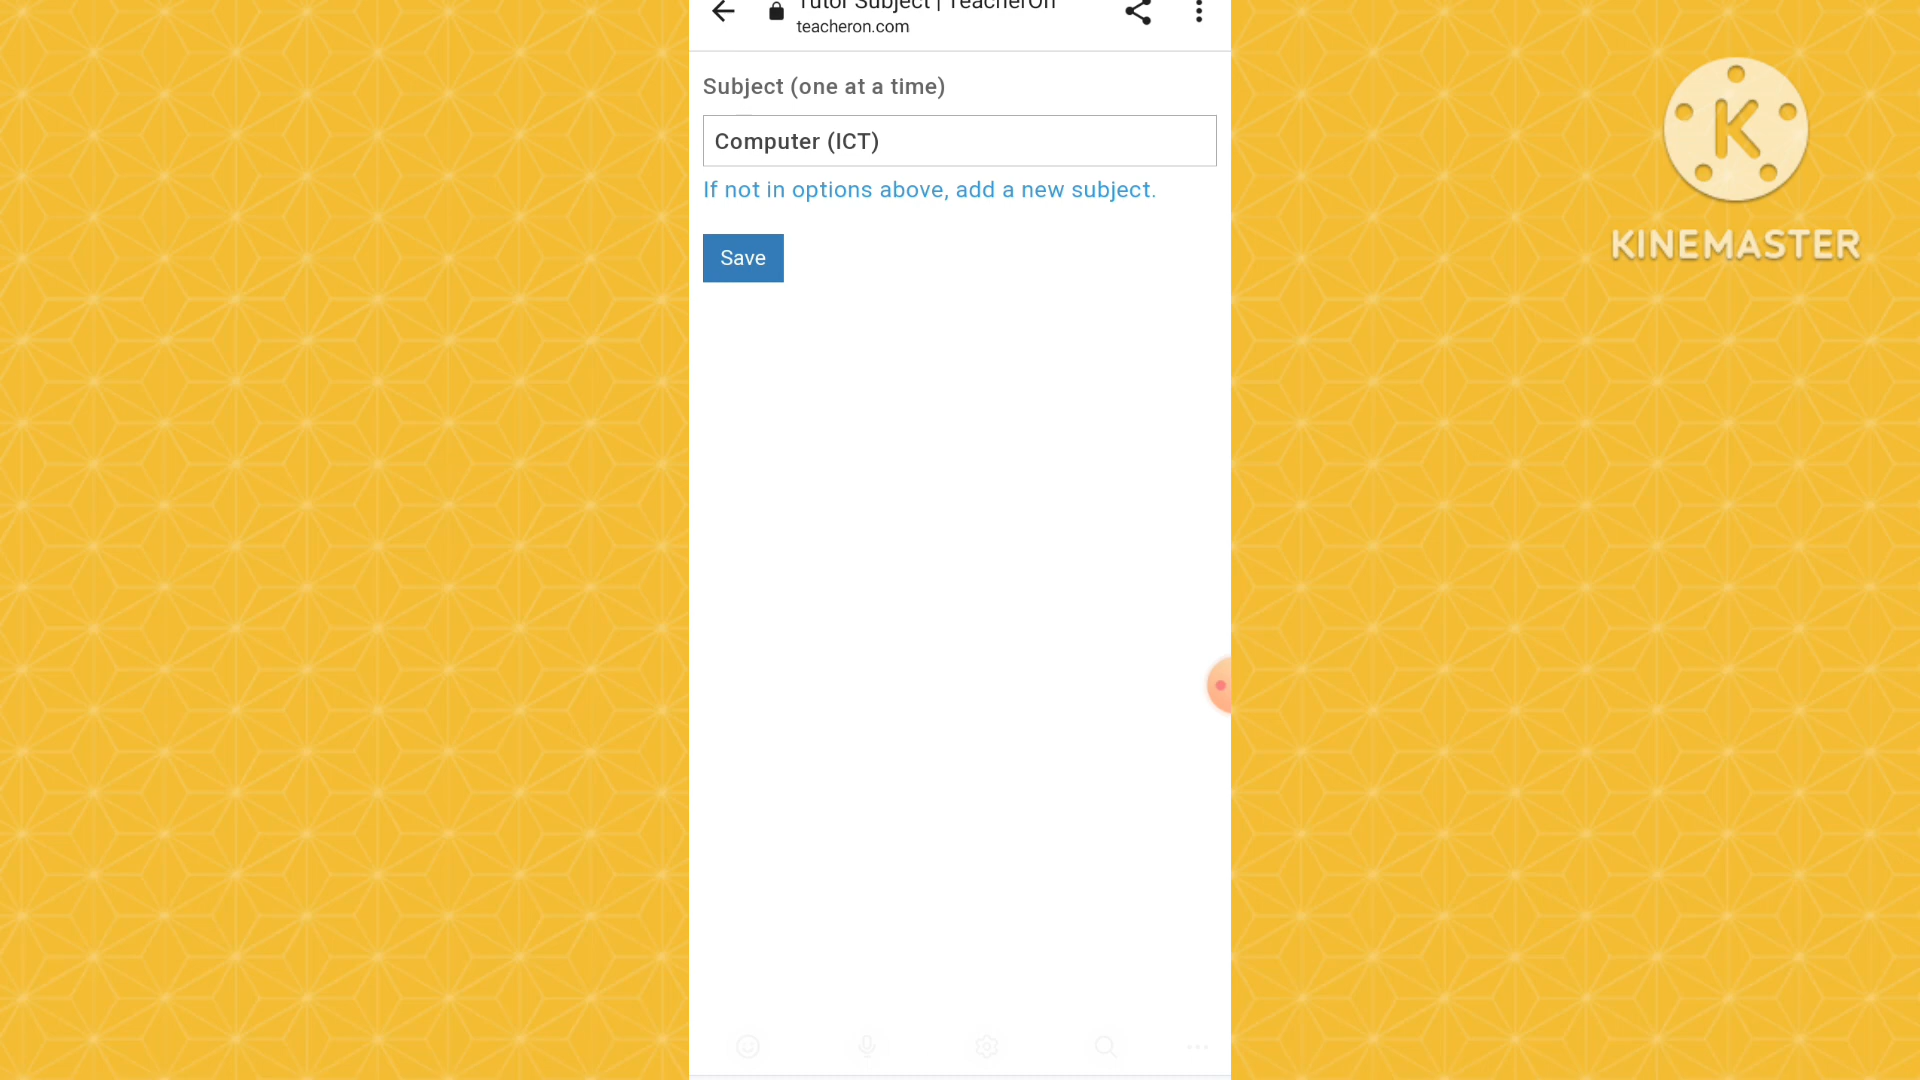 Tutor Subject | TeacherOn
teacheron.com
Subject (one at a time)
Computer (ICT)
If not in options above, add a new subject.
Save
K
KINEMASTER